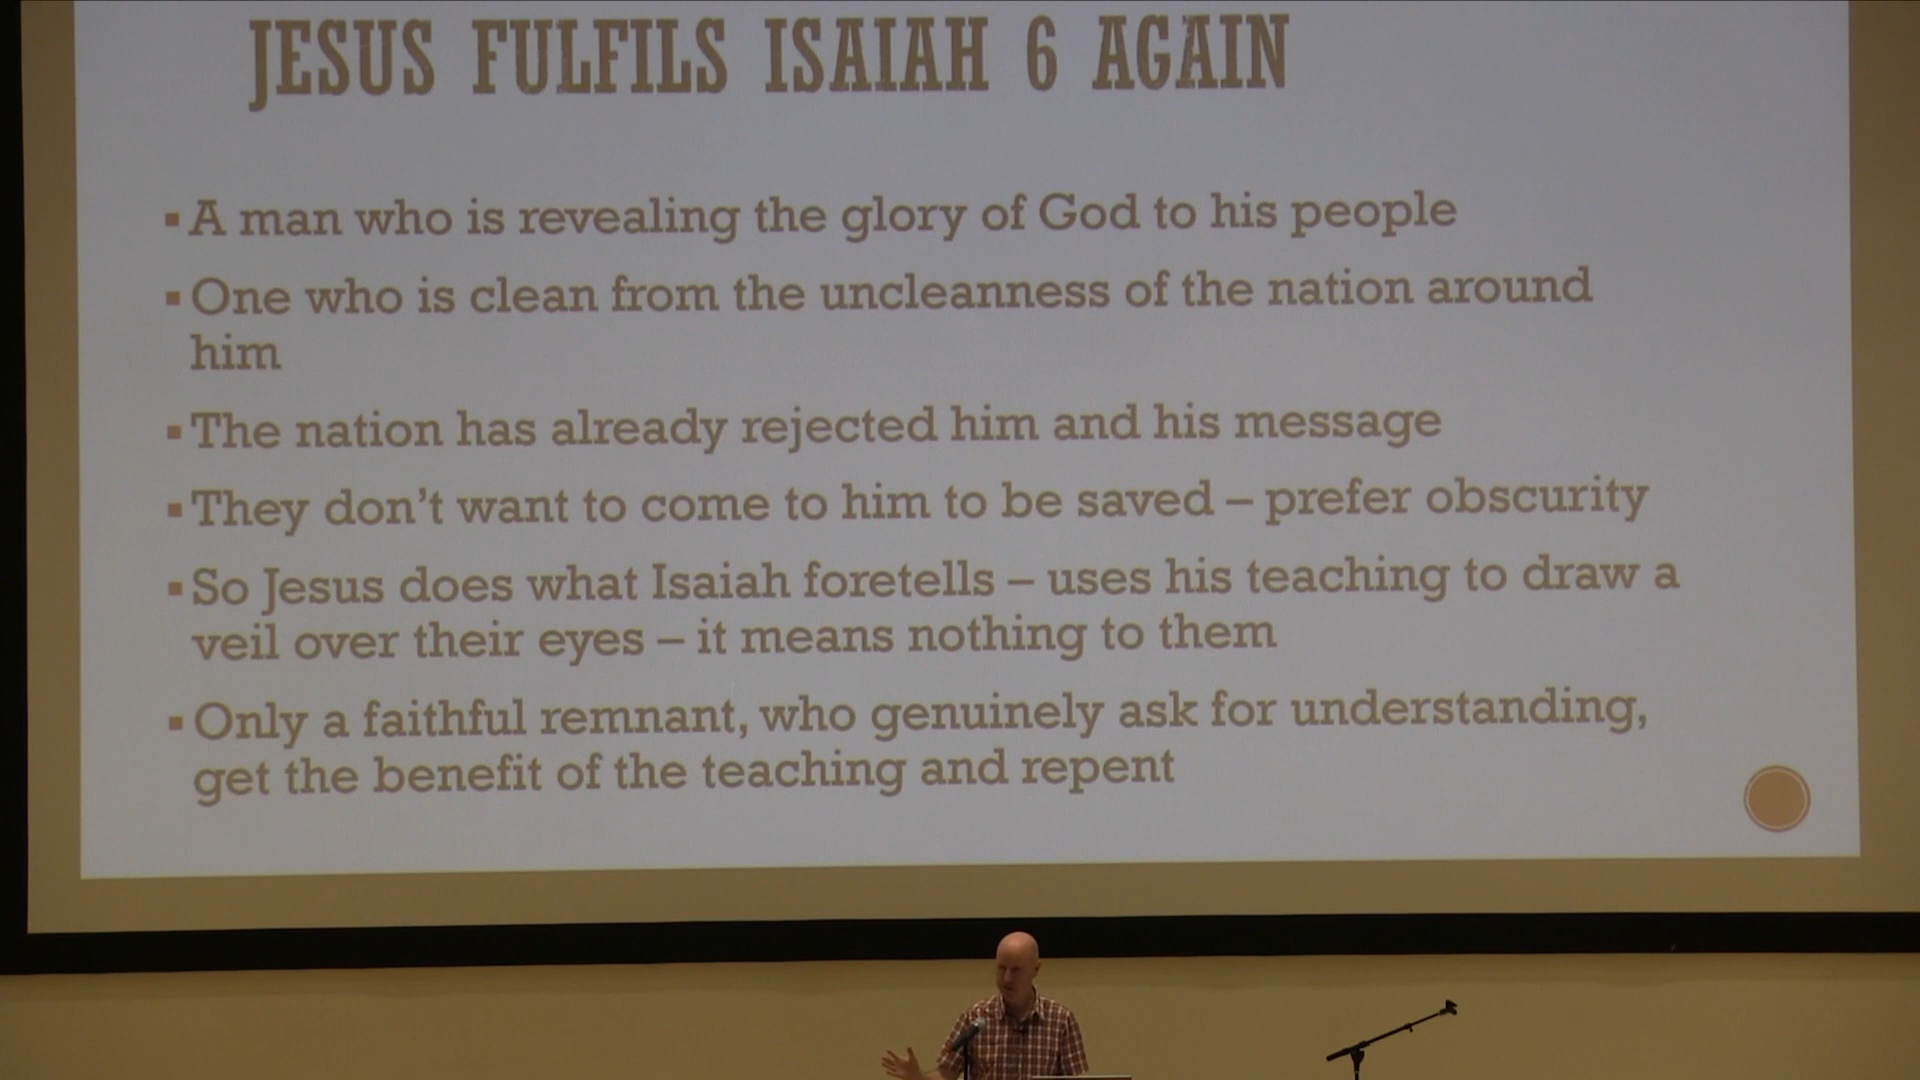 JESUS FULFILS ISAIAH 6 AGAIN
▪ A man who is revealing the glory of God to his people
▪ One who is clean from the uncleanness of the nation around
him
▪ The nation has already rejected him and his message
▪ They don't want to come to him to be saved – prefer obscurity
▪ So Jesus does what Isaiah foretells – uses his teaching to draw a
veil over their eyes – it means nothing to them
▪ Only a faithful remnant, who genuinely ask for understanding,
get the benefit of the teaching and repent